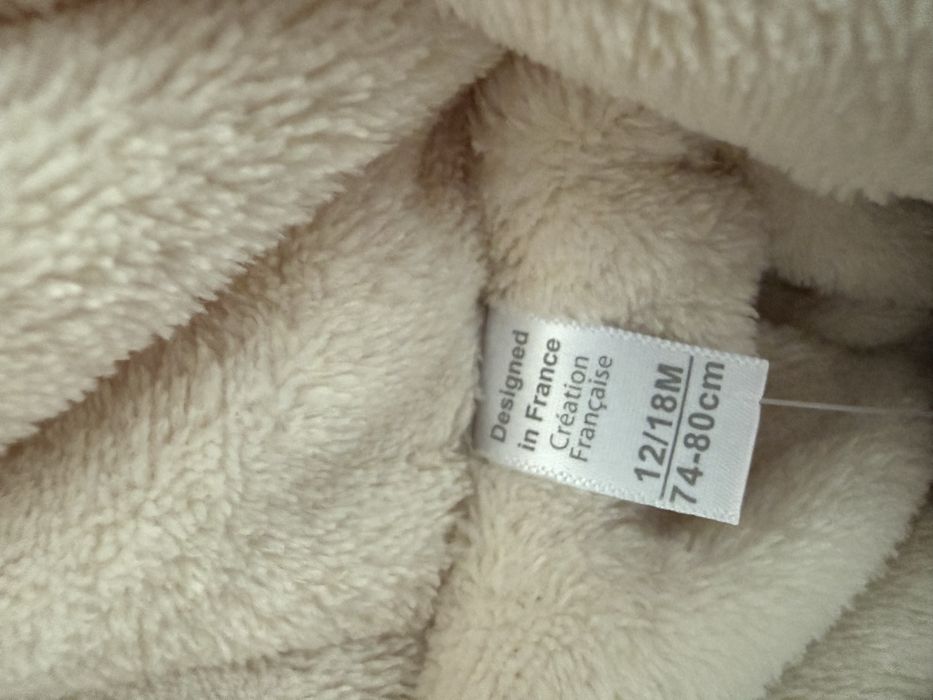 Designed
in France
Création
Française
12/18M
74-80cm